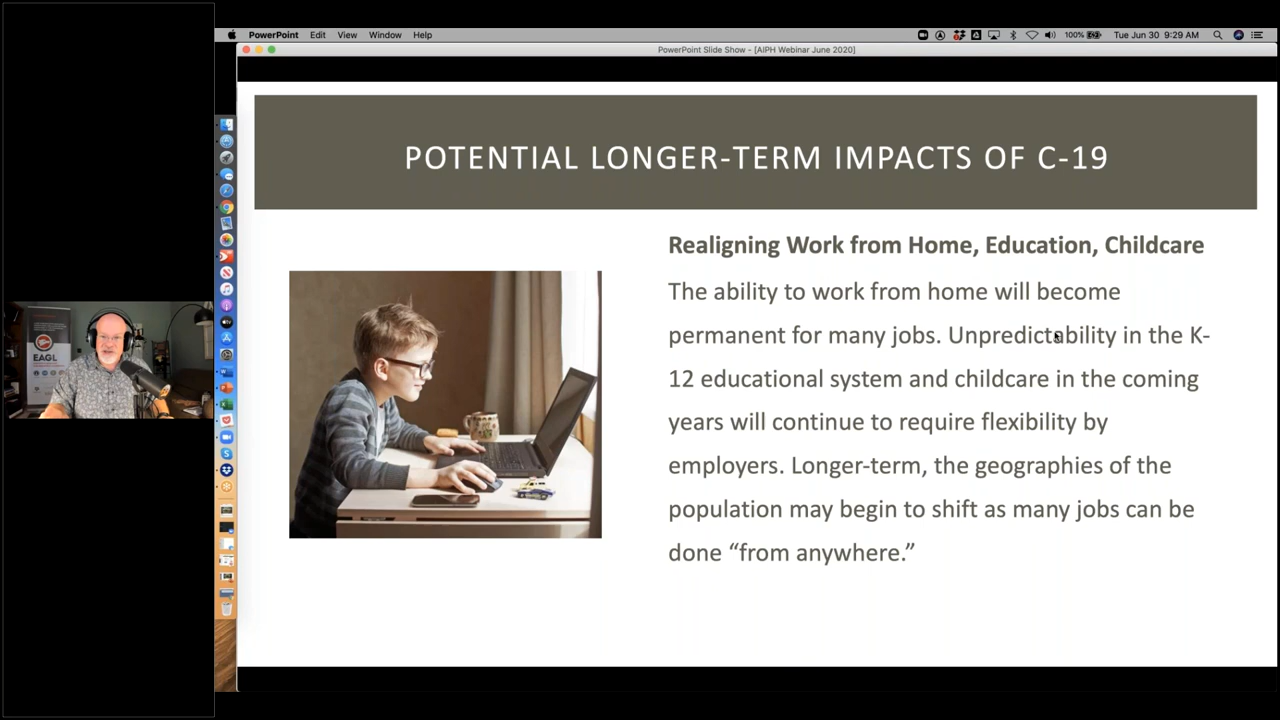 PowerPoint Edit View Window Help
100% Tue Jun 30 9:29 AM
PowerPoint Slide Show - [AIPH Webinar June 2020]
POTENTIAL LONGER-TERM IMPACTS OF C-19
Realigning Work from Home, Education, Childcare
The ability to work from home will become
permanent for many jobs. Unpredictability in the K-
12 educational system and childcare in the coming
years will continue to require flexibility by
employers. Longer-term, the geographies of the
population may begin to shift as many jobs can be
done “from anywhere.”
EAGL